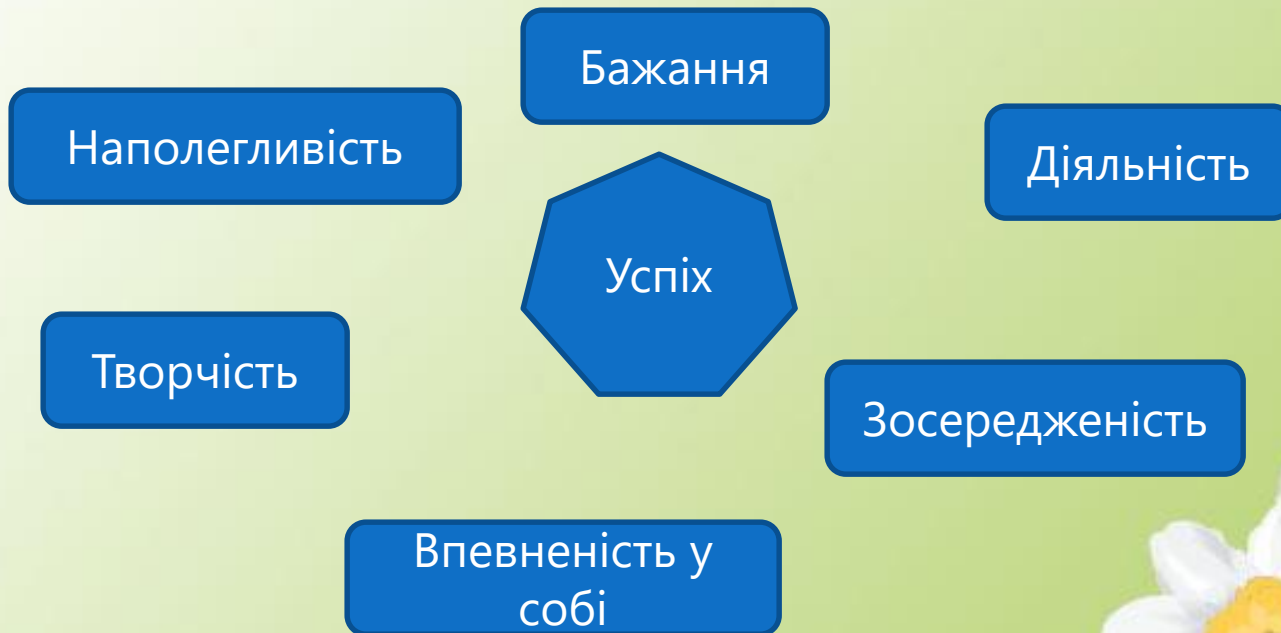 Бажання
Наполегливість
Діяльність
Успіх
Творчість
Зосередженість
Впевненість у
собі